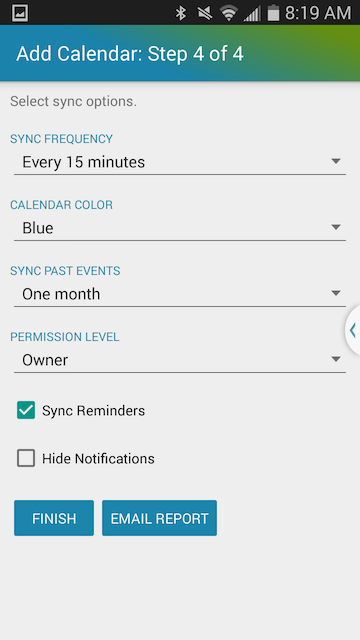 8:19 AM
Add Calendar: Step 4 of 4
Select sync options.
SYNC FREQUENCY
Every 15 minutes
CALENDAR COLOR
Blue
SYNC PAST EVENTS
One month
PERMISSION LEVEL
Owner
Sync Reminders
Hide Notifications
FINISH EMAIL REPORT